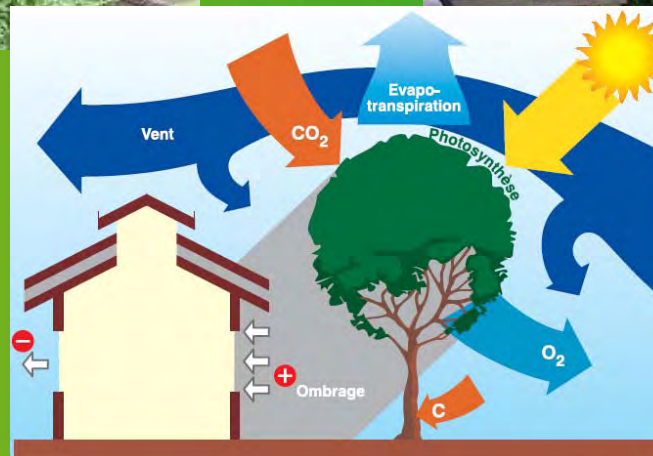 Evapo-
transpiration
Vent
CO₂
Photosynthèse
−
+
Ombrage
O₂
C